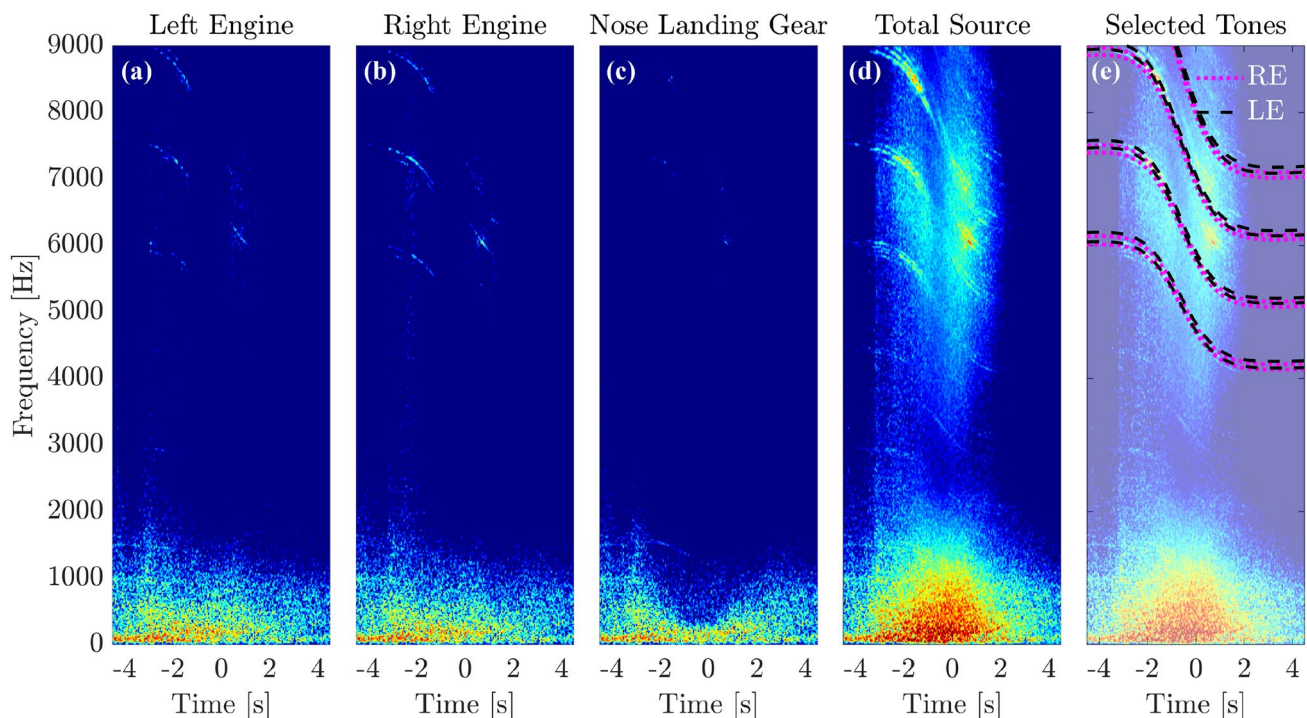 Left Engine Right Engine Nose Landing Gear Total Source Selected Tones
(a) (b) (c) (d) (e)
RE
LE
9000
8000
7000
6000
5000
4000
3000
2000
1000
0
Frequency [Hz]
-4 -2 0 2 4 -4 -2 0 2 4 -4 -2 0 2 4 -4 -2 0 2 4 -4 -2 0 2 4
Time [s] Time [s] Time [s] Time [s] Time [s]